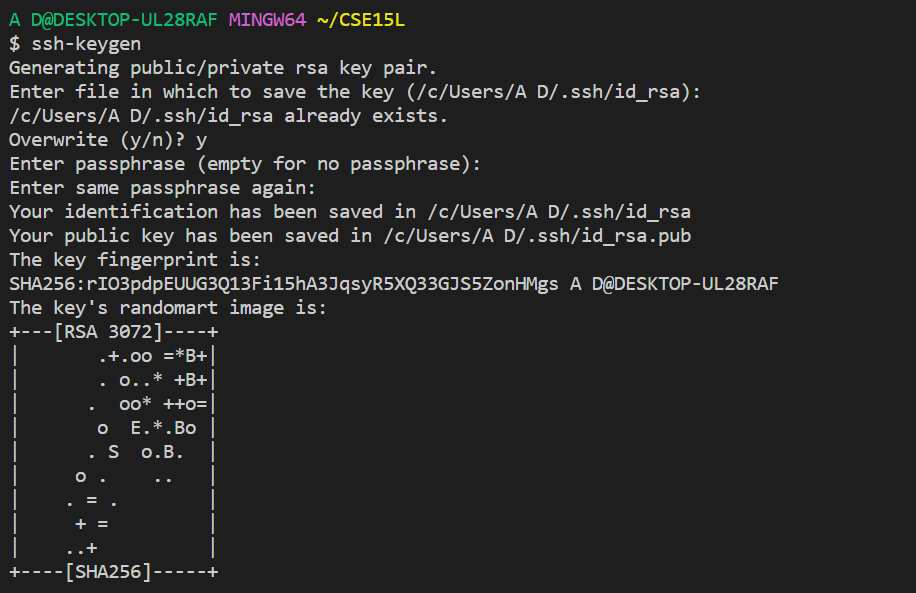 A D@DESKTOP-UL28RAF MINGW64 ~/CSE15L
$ ssh-keygen
Generating public/private rsa key pair.
Enter file in which to save the key (/c/Users/A D/.ssh/id_rsa):
/c/Users/A D/.ssh/id_rsa already exists.
Overwrite (y/n)? y
Enter passphrase (empty for no passphrase):
Enter same passphrase again:
Your identification has been saved in /c/Users/A D/.ssh/id_rsa
Your public key has been saved in /c/Users/A D/.ssh/id_rsa.pub
The key fingerprint is:
SHA256:rIO3pdpEUUG3Q13Fi15hA3JqsyR5XQ33GJS5ZonHMgs A D@DESKTOP-UL28RAF
The key's randomart image is:
+---[RSA 3072]----+
|       .+.oo =*B+|
|       . o..* +B+|
|      .  oo* ++o=|
|       o  E.*.Bo |
|      . S  o.B.  |
|     o .    ..   |
|    . = .        |
|     + =         |
|    ..+          |
+----[SHA256]-----+